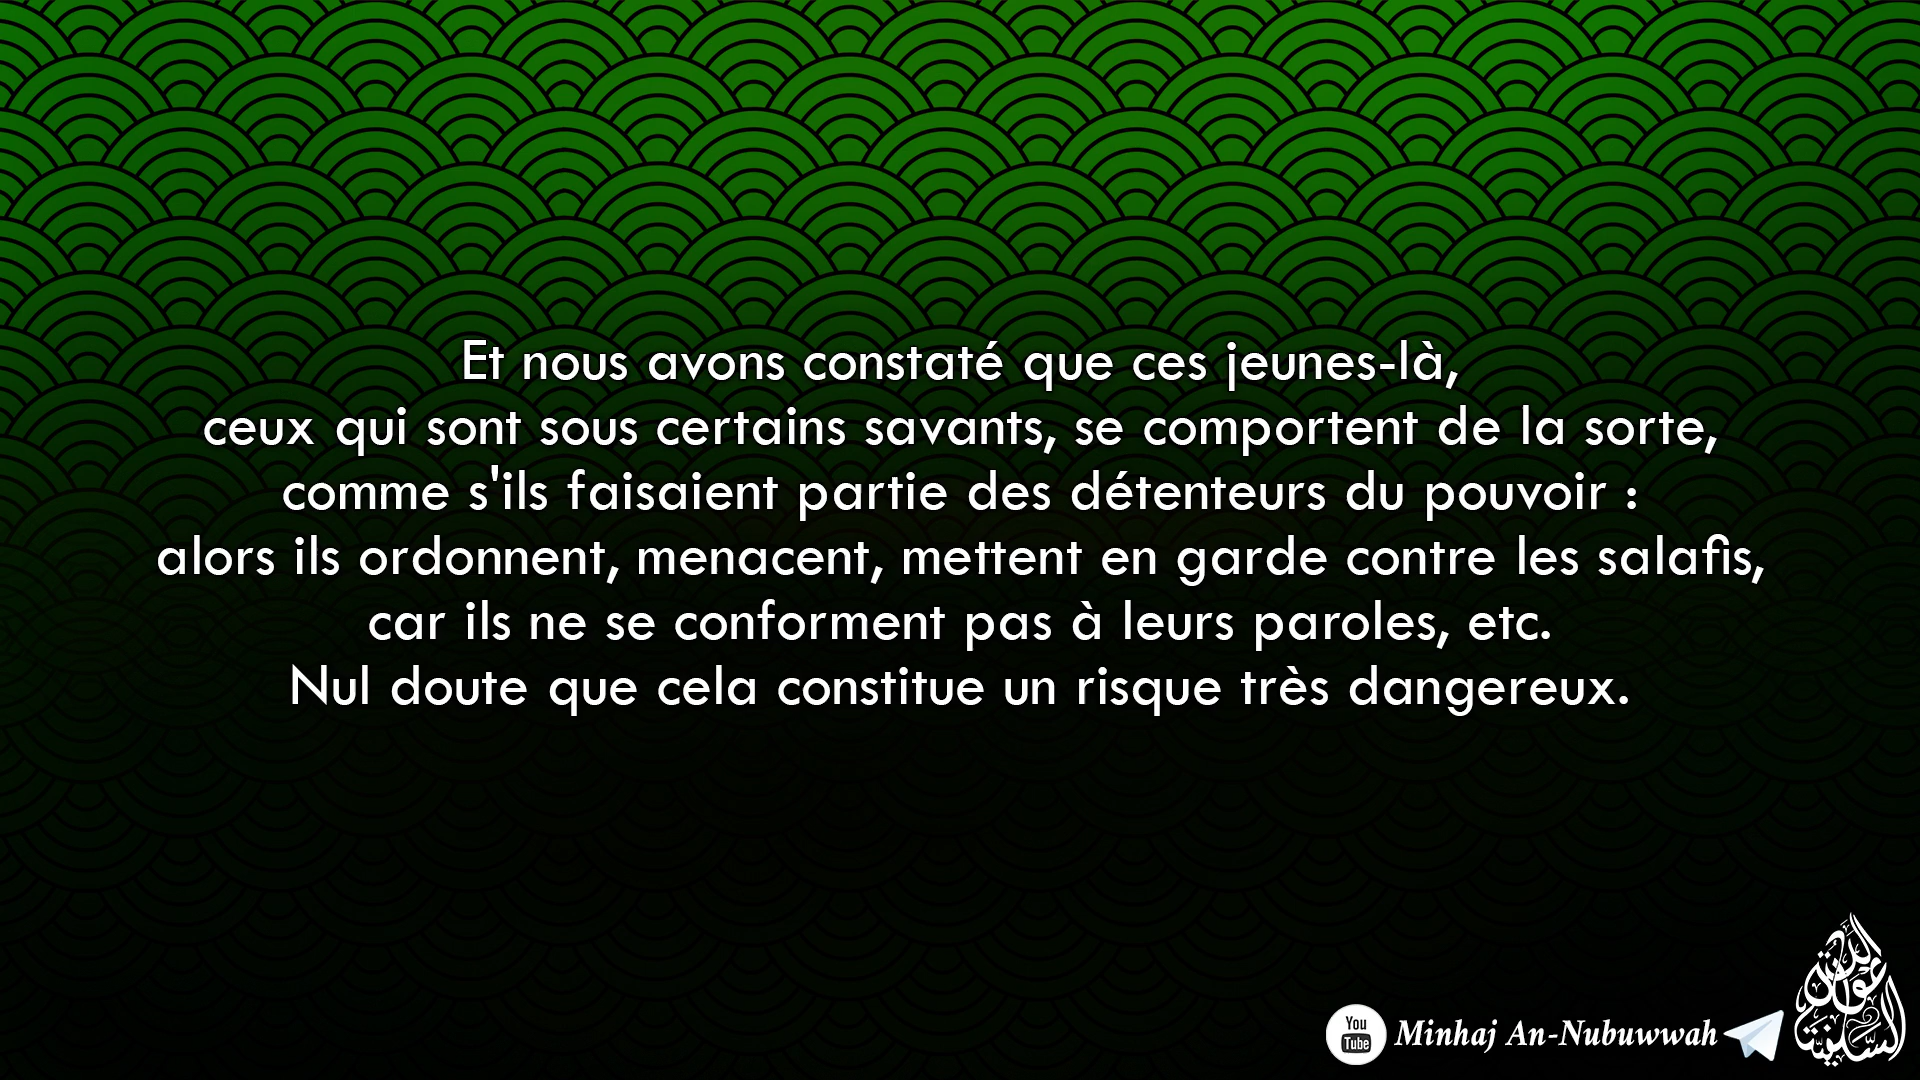 Et nous avons constaté que ces jeunes-là,
ceux qui sont sous certains savants, se comportent de la sorte,
comme s'ils faisaient partie des détenteurs du pouvoir :
alors ils ordonnent, menacent, mettent en garde contre les salafis,
car ils ne se conforment pas à leurs paroles, etc.
Nul doute que cela constitue un risque très dangereux.
You
Tube
Minhaj An-Nubuwwah